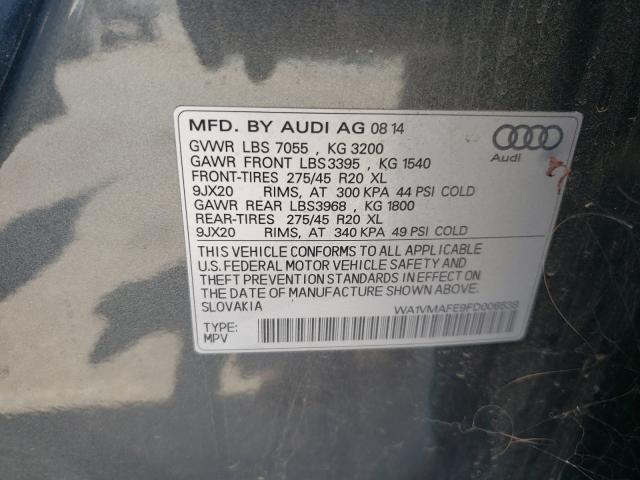 MFD. BY AUDI AG 08 14
GVWR LBS 7055 , KG 3200
GAWR FRONT LBS3395 , KG 1540
FRONT-TIRES 275/45 R20 XL
9JX20 RIMS, AT 300 KPA 44 PSI COLD
GAWR REAR LBS3968 , KG 1800
REAR-TIRES 275/45 R20 XL
9JX20 RIMS, AT 340 KPA 49 PSI COLD
Audi
THIS VEHICLE CONFORMS TO ALL APPLICABLE
U.S. FEDERAL MOTOR VEHICLE SAFETY AND
THEFT PREVENTION STANDARDS IN EFFECT ON
THE DATE OF MANUFACTURE SHOWN ABOVE.
SLOVAKIA
WA1VMAFE9FD006538
TYPE:
MPV